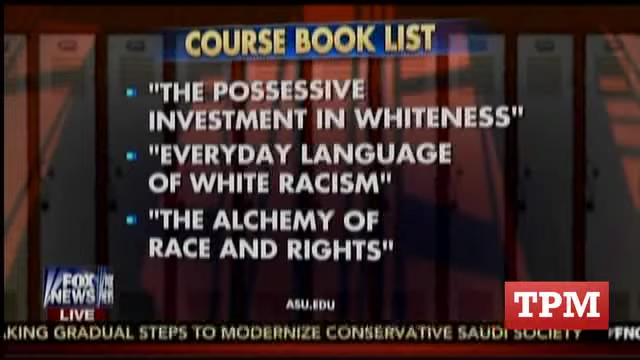 COURSE BOOK LIST
"THE POSSESSIVE
INVESTMENT IN WHITENESS"
"EVERYDAY LANGUAGE
OF WHITE RACISM"
"THE ALCHEMY OF
RACE AND RIGHTS"
FOX
NEWS
LIVE
ASU.EDU
TPM
AKING GRADUAL STEPS TO MODERNIZE CONSERVATIVE SAUDI SOCIETY